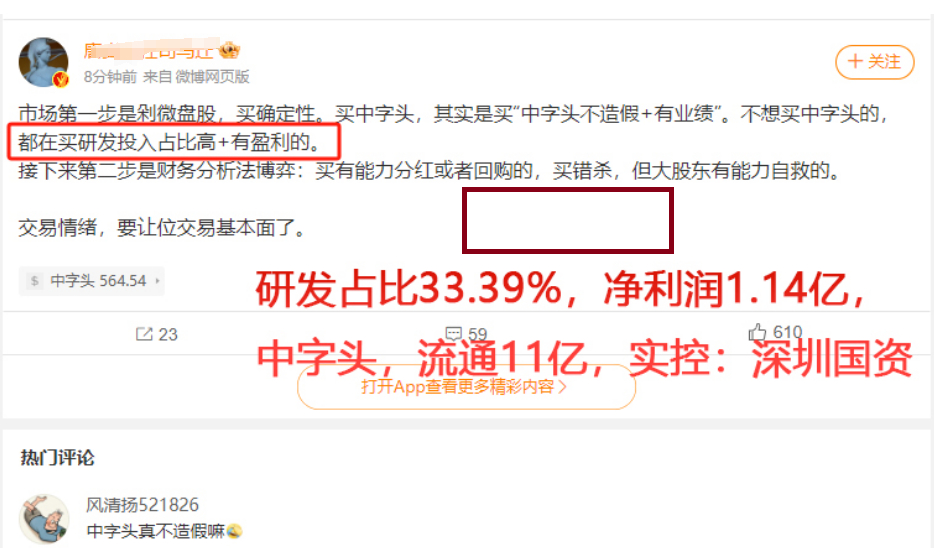 8分钟前 来自 微博网页版
+关注
市场第一步是剁微盘股，买确定性。买中字头，其实是买“中字头不造假+有业绩”。不想买中字头的，
都在买研发投入占比高+有盈利的。
接下来第二步是财务分析法博弈：买有能力分红或者回购的，买错杀，但大股东有能力自救的。
交易情绪，要让位交易基本面了。
$ 中字头 564.54 ›
研发占比33.39%，净利润1.14亿，
23
59
610
中字头，流通11亿，实控：深圳国资
打开App查看更多精彩内容>
热门评论
风清扬521826
中字头真不造假嘛